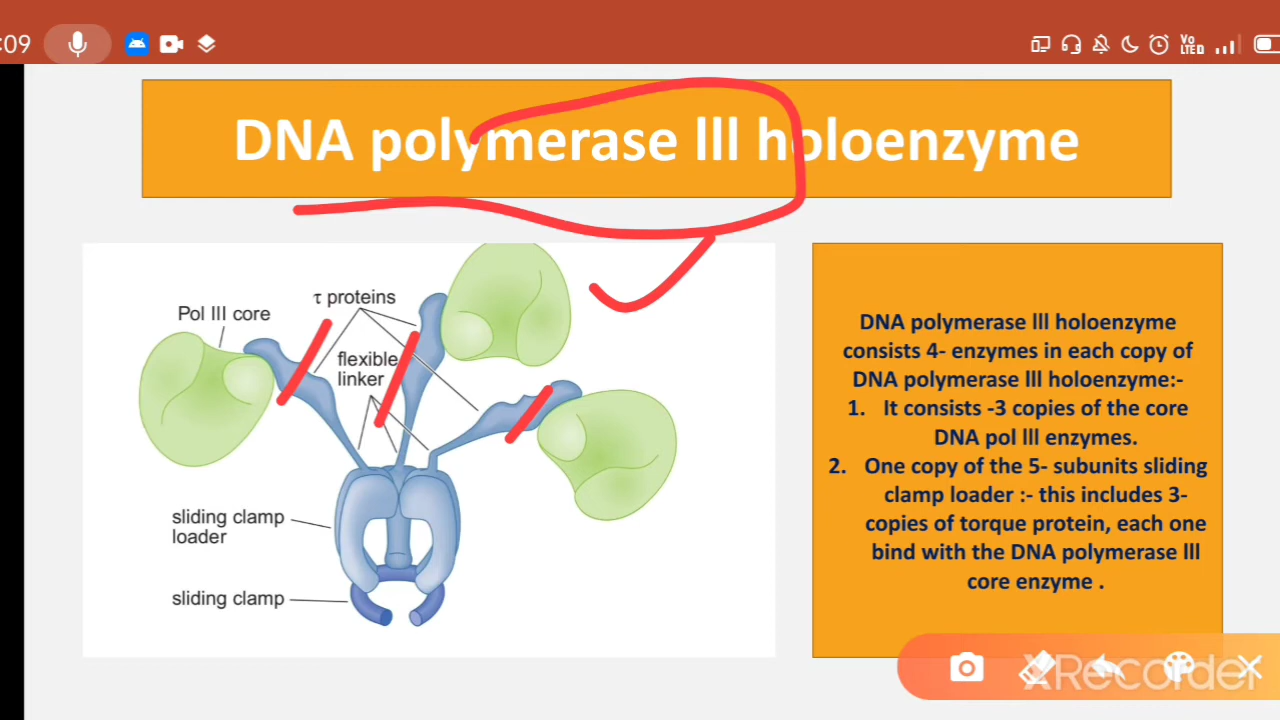 :09
Vo
LTE D
DNA polymerase lll holoenzyme
τ proteins
Pol III core
flexible
linker
sliding clamp
loader
sliding clamp
DNA polymerase lll holoenzyme
consists 4- enzymes in each copy of
DNA polymerase lll holoenzyme:-
1. It consists -3 copies of the core
DNA pol lll enzymes.
2. One copy of the 5- subunits sliding
clamp loader :- this includes 3-
copies of torque protein, each one
bind with the DNA polymerase lll
core enzyme .
XRecorder